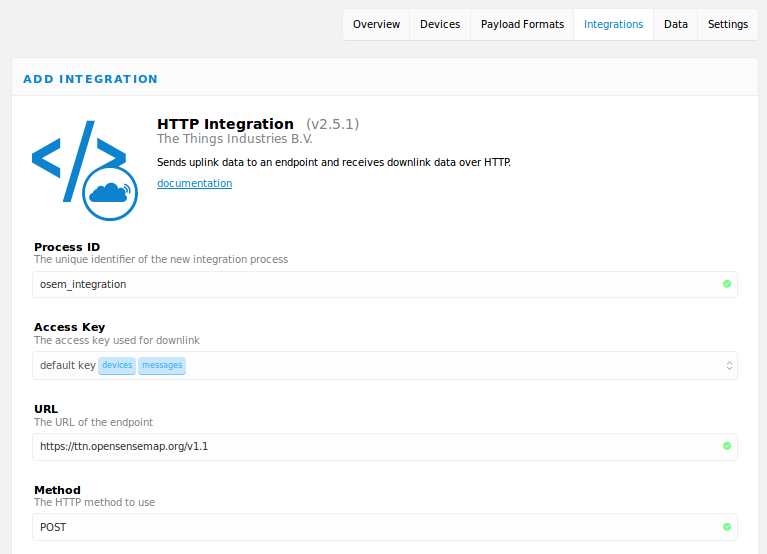 Overview Devices Payload Formats Integrations Data Settings
ADD INTEGRATION
HTTP Integration (v2.5.1)
The Things Industries B.V.
Sends uplink data to an endpoint and receives downlink data over HTTP.
documentation
Process ID
The unique identifier of the new integration process
osem_integration
Access Key
The access key used for downlink
default key devices messages
URL
The URL of the endpoint
https://ttn.opensensemap.org/v1.1
Method
The HTTP method to use
POST